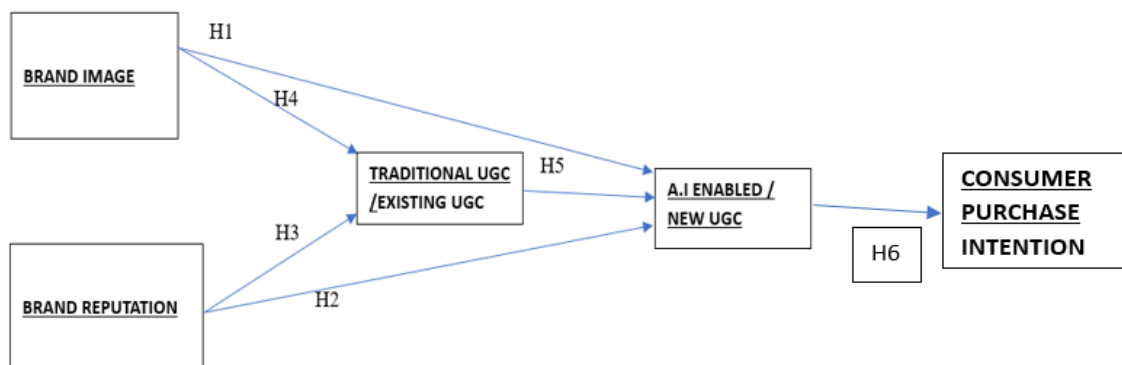 H1
BRAND IMAGE
H4
TRADITIONAL UGC
/EXISTING UGC
H5
A.I ENABLED /
NEW UGC
CONSUMER
PURCHASE
INTENTION
H3
H6
H2
BRAND REPUTATION